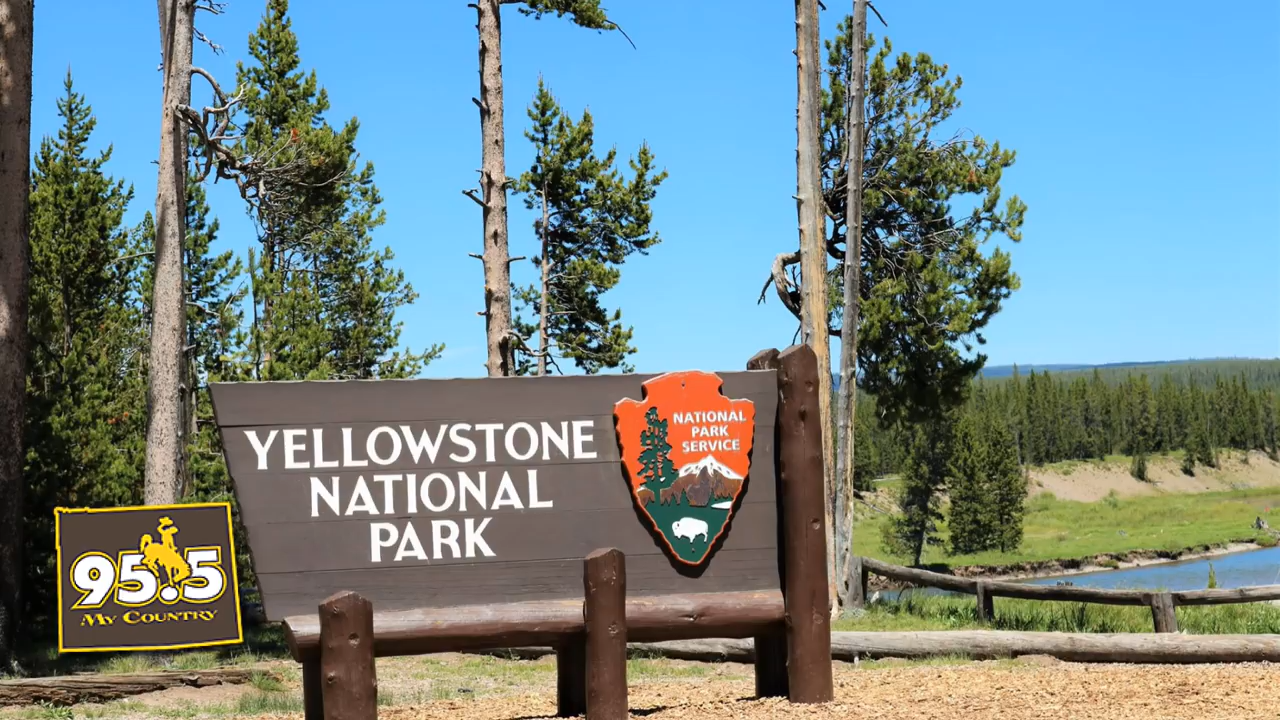 YELLOWSTONE
NATIONAL
PARK
NATIONAL
PARK
SERVICE
95.5
MY COUNTRY